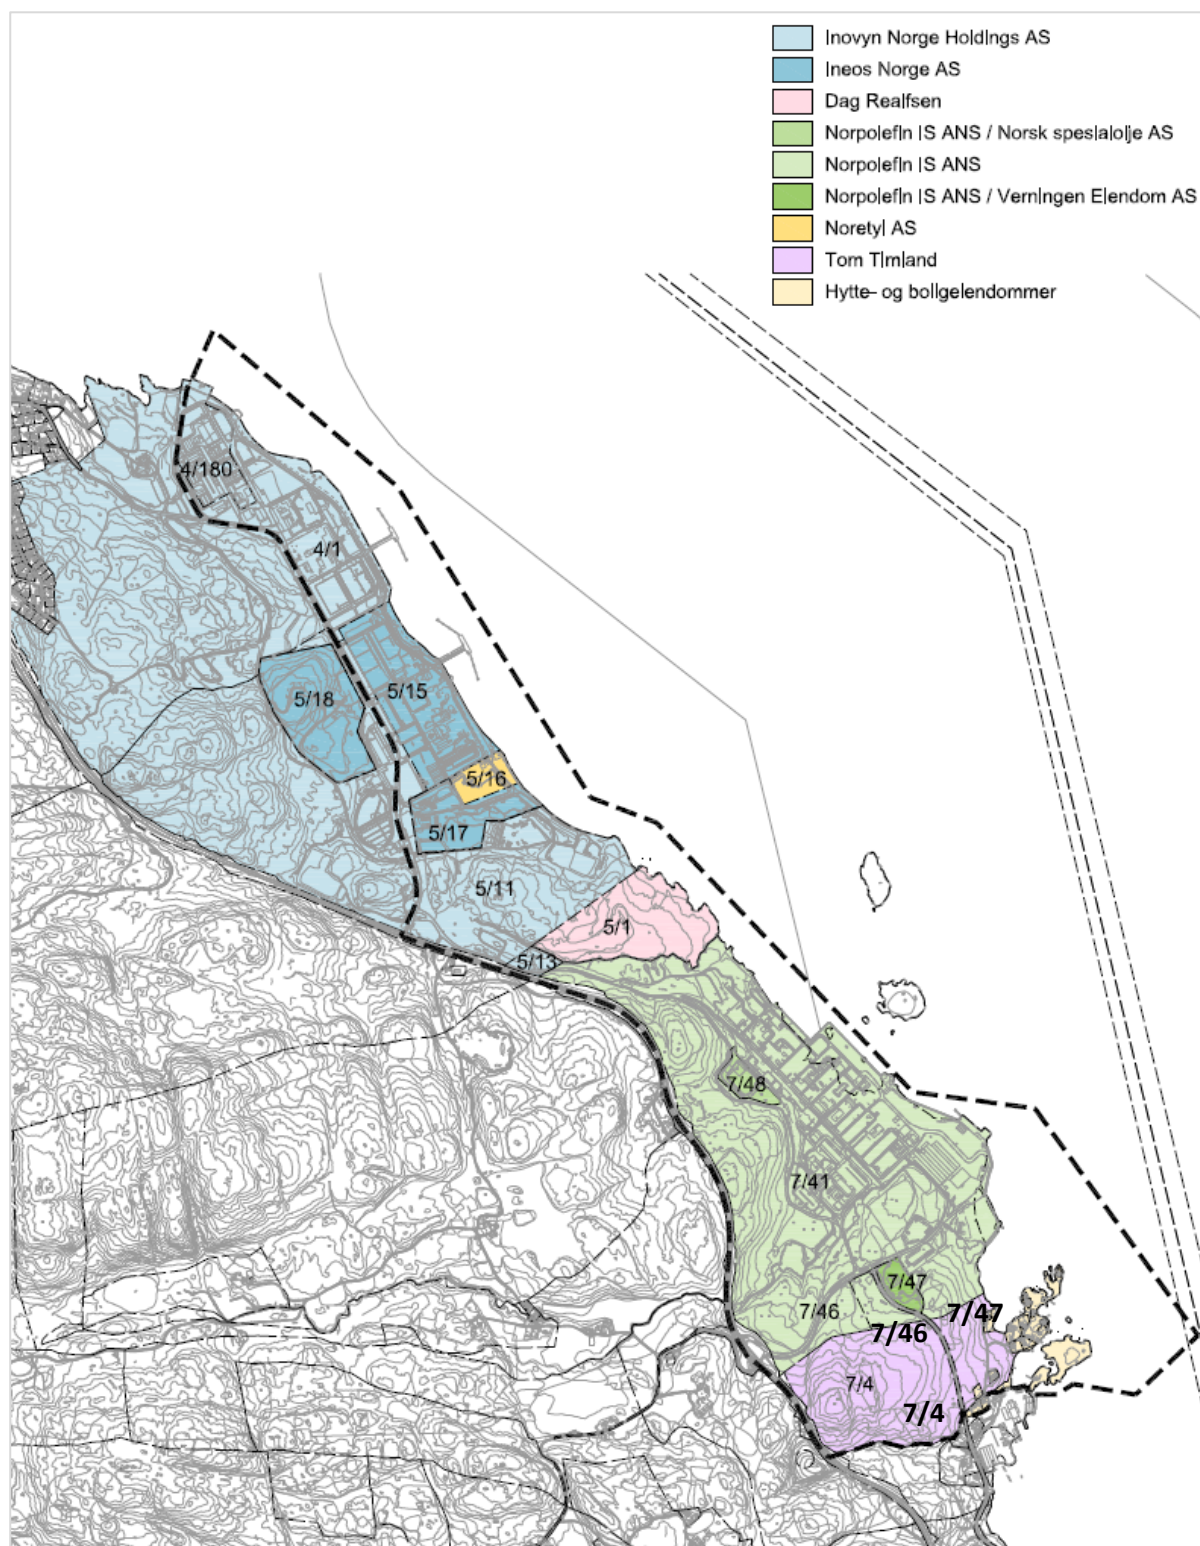 Inovyn Norge Holdings AS
Ineos Norge AS
Dag Realfsen
Norpolefin IS ANS / Norsk spesialolje AS
Norpolefin IS ANS
Norpolefin IS ANS / Verningen Eiendom AS
Noretyl AS
Tom Timland
Hytte- og boligeiendommer
4/180
4/1
5/18
5/15
5/16
5/17
5/11
5/1
5/13
7/48
7/41
7/47
7/46
7/47
7/46
7/4
7/4